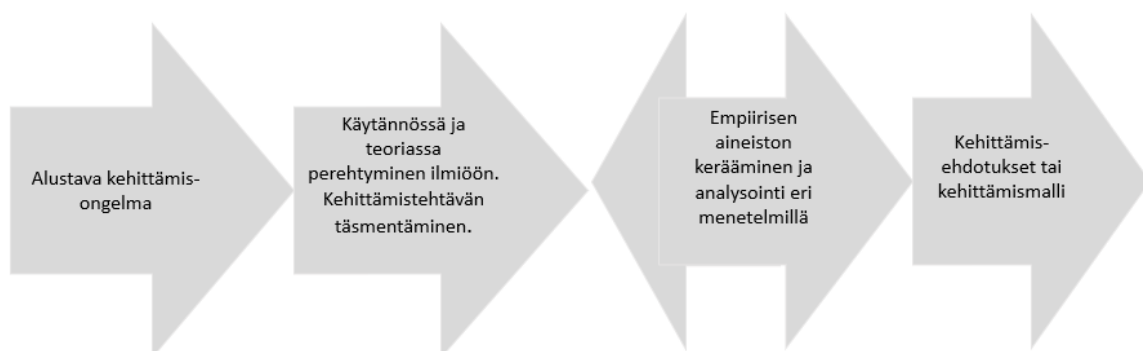 Alustava kehittämis-
ongelma
Käytännössä ja
teoriassa
perehtyminen ilmiöön.
Kehittämistehtävän
täsmentäminen.
Empiirisen
aineiston
kerääminen ja
analysointi eri
menetelmillä
Kehittämis-
ehdotukset tai
kehittämismalli